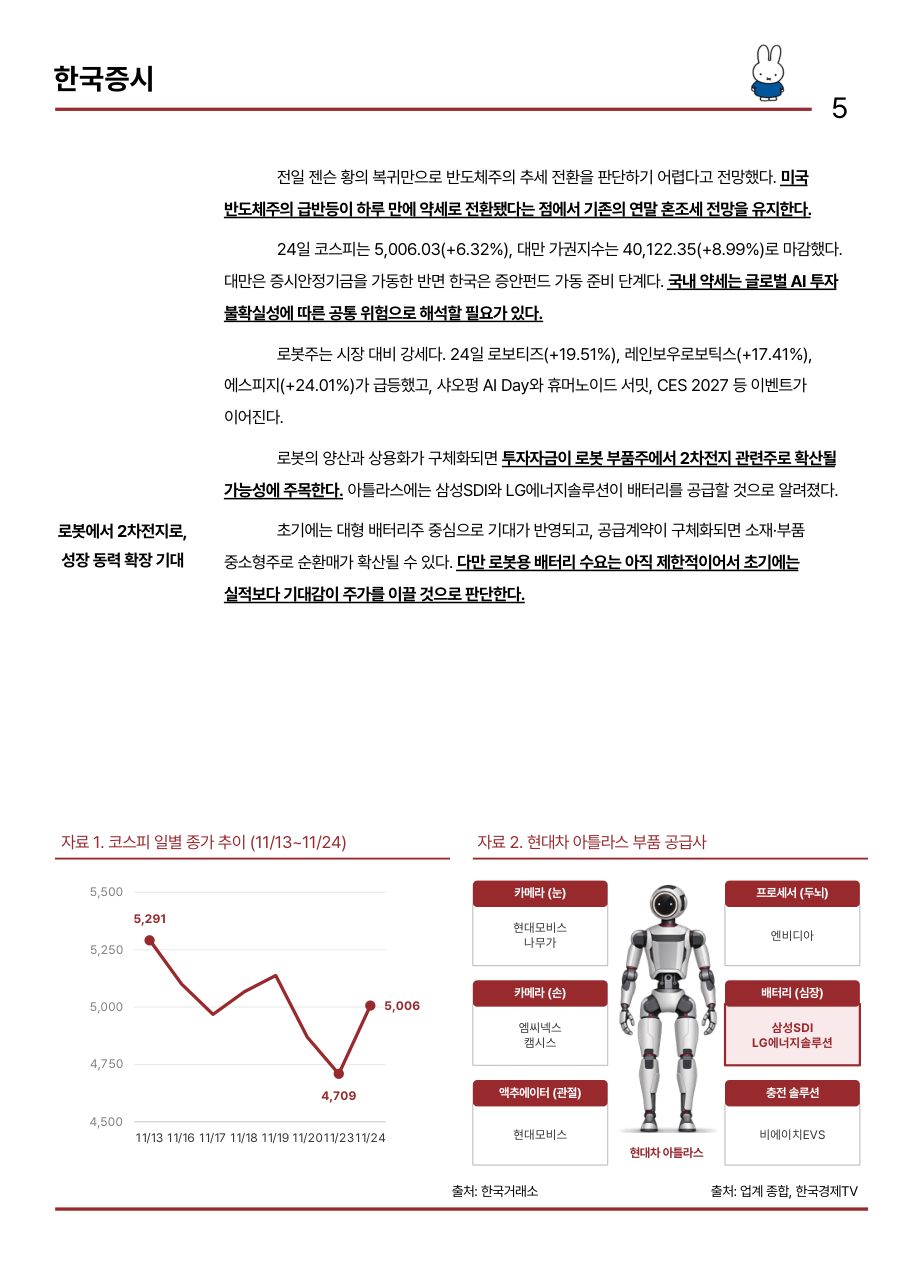 한국증시
5
전일 젠슨 황의 복귀만으로 반도체주의 추세 전환을 판단하기 어렵다고 전망했다. 미국
반도체주의 급반등이 하루 만에 약세로 전환됐다는 점에서 기존의 연말 혼조세 전망을 유지한다.
24일 코스피는 5,006.03(+6.32%), 대만 가권지수는 40,122.35(+8.99%)로 마감했다.
대만은 증시안정기금을 가동한 반면 한국은 증안펀드 가동 준비 단계다. 국내 약세는 글로벌 AI 투자
불확실성에 따른 공통 위험으로 해석할 필요가 있다.
로봇주는 시장 대비 강세다. 24일 로보티즈(+19.51%), 레인보우로보틱스(+17.41%),
에스피지(+24.01%)가 급등했고, 샤오펑 AI Day와 휴머노이드 서밋, CES 2027 등 이벤트가
이어진다.
로봇의 양산과 상용화가 구체화되면 투자자금이 로봇 부품주에서 2차전지 관련주로 확산될
가능성에 주목한다. 아틀라스에는 삼성SDI와 LG에너지솔루션이 배터리를 공급할 것으로 알려졌다.
로봇에서 2차전지로,
성장 동력 확장 기대
초기에는 대형 배터리주 중심으로 기대가 반영되고, 공급계약이 구체화되면 소재·부품
중소형주로 순환매가 확산될 수 있다. 다만 로봇용 배터리 수요는 아직 제한적이어서 초기에는
실적보다 기대감이 주가를 이끌 것으로 판단한다.
자료 1. 코스피 일별 종가 추이 (11/13~11/24)
5,500
5,250
5,000
4,750
4,500
5,291
4,709
5,006
11/13 11/16 11/17 11/18 11/19 11/20 11/23 11/24
출처: 한국거래소
자료 2. 현대차 아틀라스 부품 공급사
카메라 (눈)
현대모비스
나무가
카메라 (손)
엠씨넥스
캠시스
액추에이터 (관절)
현대모비스
현대차 아틀라스
프로세서 (두뇌)
엔비디아
배터리 (심장)
삼성SDI
LG에너지솔루션
충전 솔루션
비에이치EVS
출처: 업계 종합, 한국경제TV